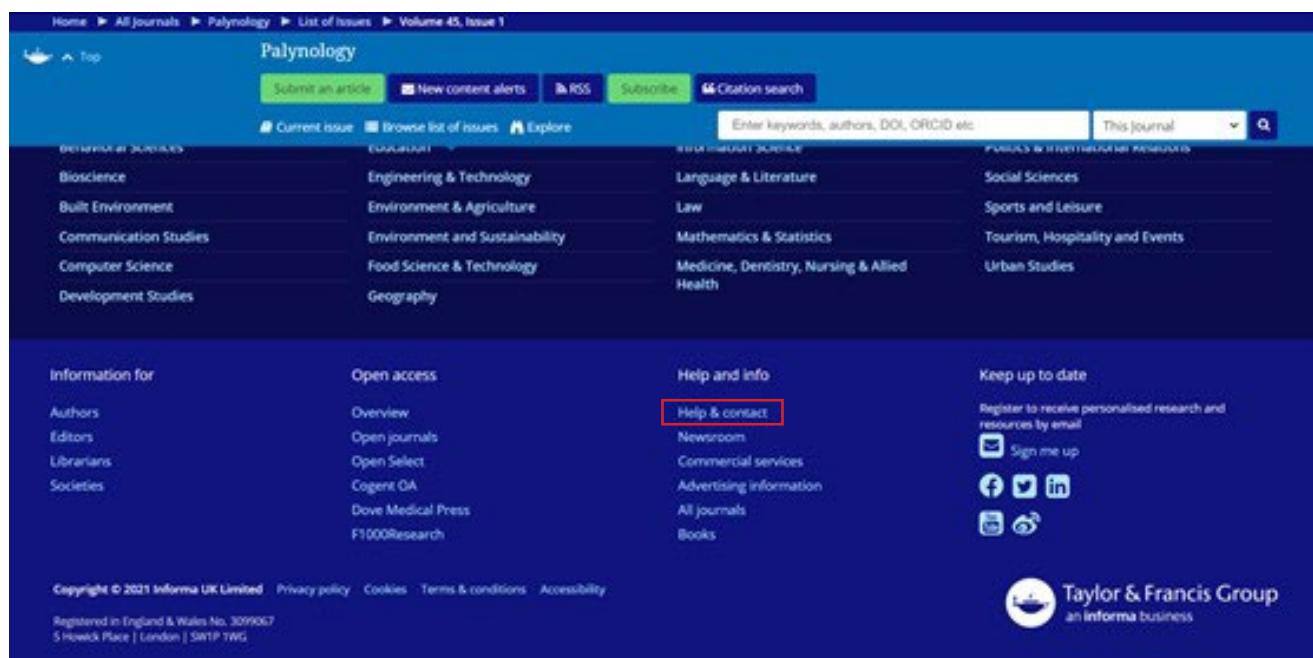 Home ► All Journals ► Palynology ► List of Issues ► Volume 45, Issue 1
Top
Palynology
Submit an article New content alerts RSS Subscribe Citation search
Current issue Browse list of issues Explore
Enter keywords, authors, DOI, ORCID etc This Journal
Behavioral Sciences Education Information Science Politics & International Relations
Bioscience Engineering & Technology Language & Literature Social Sciences
Built Environment Environment & Agriculture Law Sports and Leisure
Communication Studies Environment and Sustainability Mathematics & Statistics Tourism, Hospitality and Events
Computer Science Food Science & Technology Medicine, Dentistry, Nursing & Allied Urban Studies
Health
Development Studies Geography
Information for
Authors
Editors
Librarians
Societies
Open access
Overview
Open journals
Open Select
Cogent OA
Dove Medical Press
F1000Research
Help and info
Help & contact
Newsroom
Commercial services
Advertising information
All journals
Books
Keep up to date
Register to receive personalised research and
resources by email
Sign me up
Copyright © 2021 Informa UK Limited Privacy policy Cookies Terms & conditions Accessibility
Registered in England & Wales No. 3099067
5 Howick Place | London | SW1P 1WG
Taylor & Francis Group
an informa business